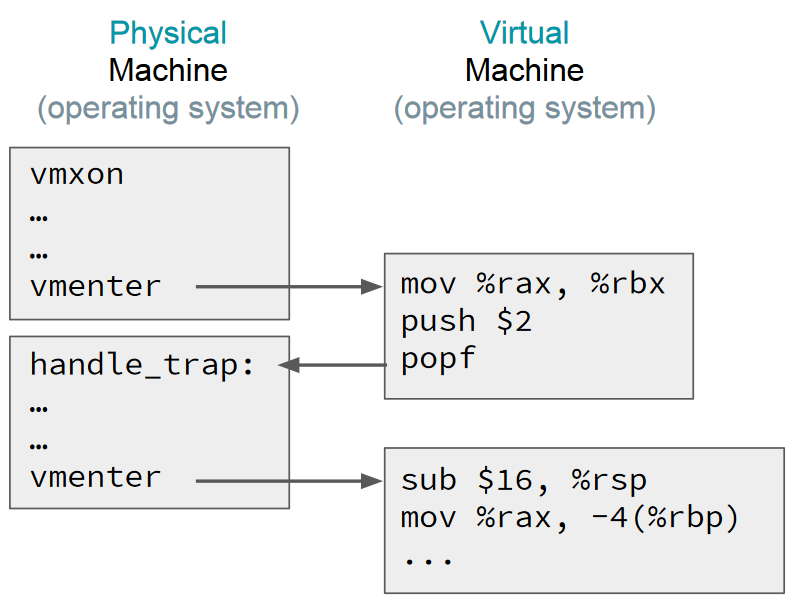 Physical
Machine
(operating system)
Virtual
Machine
(operating system)
vmxon
…
…
vmenter
mov %rax, %rbx
push $2
popf
handle_trap:
…
…
vmenter
sub $16, %rsp
mov %rax, -4(%rbp)
...